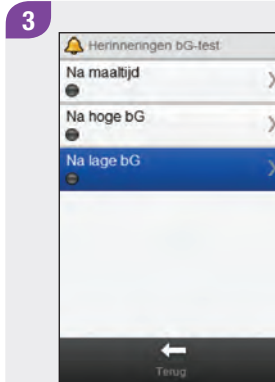 3
Herinneringen bG-test
Na maaltijd
Na hoge bG
Na lage bG
Terug